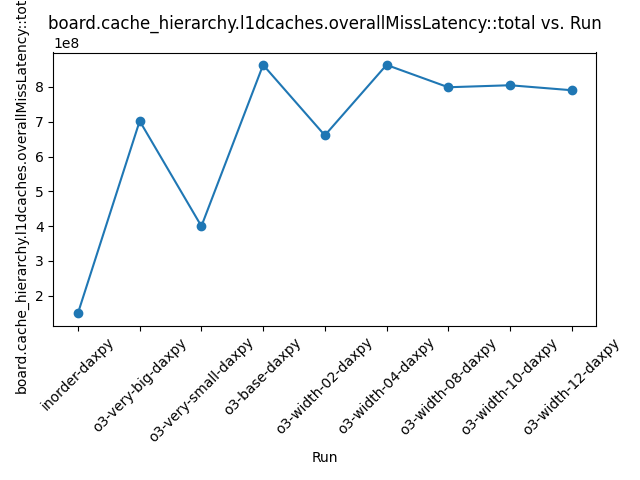 board.cache_hierarchy.l1dcaches.overallMissLatency::total vs. Run
1e8
board.cache_hierarchy.l1dcaches.overallMissLatency::tot
8
7
6
5
4
3
2
inorder-daxpy
o3-very-big-daxpy
o3-very-small-daxpy
o3-base-daxpy
o3-width-02-daxpy
o3-width-04-daxpy
o3-width-08-daxpy
o3-width-10-daxpy
o3-width-12-daxpy
Run